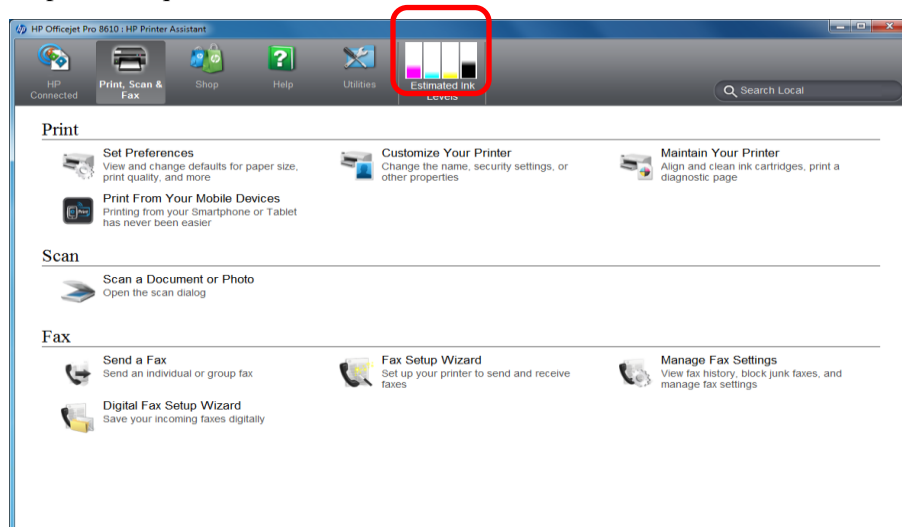 HP Officejet Pro 8610 : HP Printer Assistant
HP Connected
Print, Scan & Fax
Shop
Help
Utilities
Estimated Ink Levels
Search Local
Print
Set Preferences
View and change defaults for paper size,
print quality, and more
Customize Your Printer
Change the name, security settings, or
other properties
Maintain Your Printer
Align and clean ink cartridges, print a
diagnostic page
Print From Your Mobile Devices
Printing from your Smartphone or Tablet
has never been easier
Scan
Scan a Document or Photo
Open the scan dialog
Fax
Send a Fax
Send an individual or group fax
Fax Setup Wizard
Set up your printer to send and receive
faxes
Manage Fax Settings
View fax history, block junk faxes, and
manage fax settings
Digital Fax Setup Wizard
Save your incoming faxes digitally